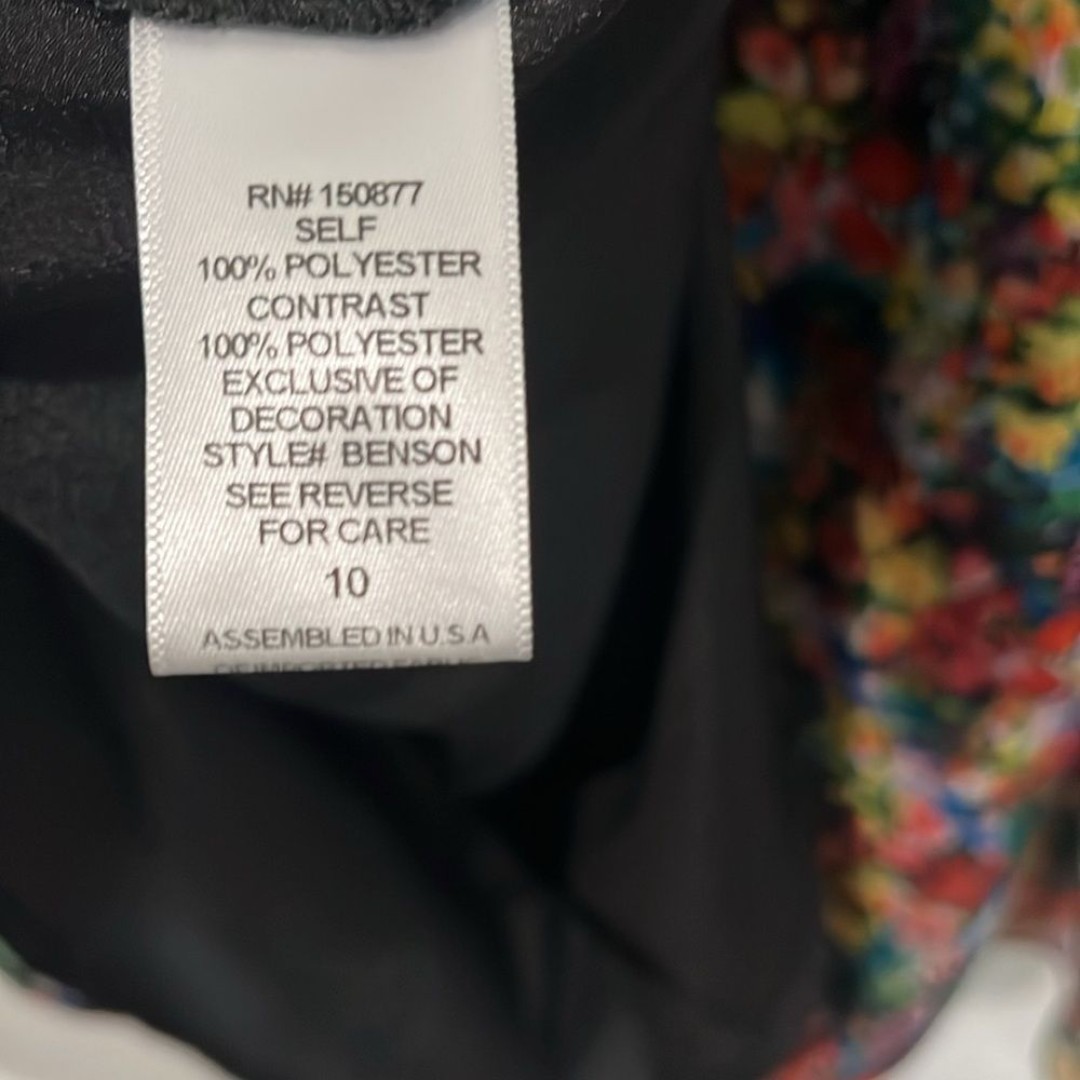 RN# 150877
SELF
100% POLYESTER
CONTRAST
100% POLYESTER
EXCLUSIVE OF
DECORATION
STYLE# BENSON
SEE REVERSE
FOR CARE
10
ASSEMBLED IN U.S.A